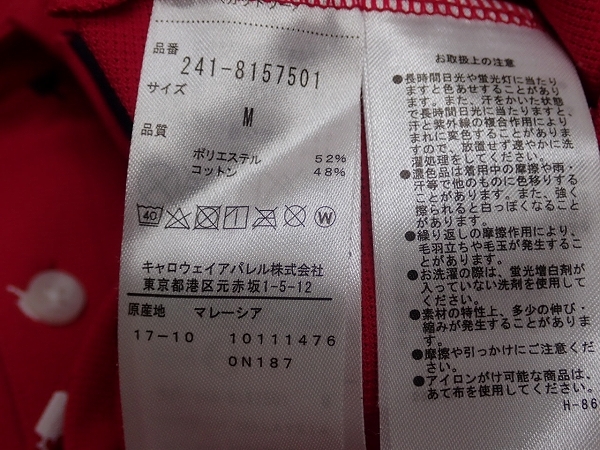 品番
241-8157501
サイズ
M
品質
ポリエステル 52%
コットン 48%
40
W
キャロウェイアパレル株式会社
東京都港区元赤坂1-5-12
原産地 マレーシア
17-10 10111476
0N187
お取扱上の注意
●長時間日光や蛍光灯に当たり
ますと色あせすることがあり
ます。また、汗をかいた状態
で長時間日光に当たりますと、
汗と紫外線の複合作用により
まれに変色することがありま
すので、放置せず速やかに洗
濯処理をしてください。
●濃色品は着用中の摩擦や雨・
汗等で他のものに色移りする
ことがあります。また、強く
擦られると白っぽくなること
があります。
●繰り返しの摩擦作用により、
毛羽立ちや毛玉が発生するこ
とがあります。
●お洗濯の際は、蛍光増白剤が
入っていない洗剤を使用して
ください。
●素材の特性上、多少の伸び・
縮みが発生することがありま
す。
●摩擦や引っかけにご注意くだ
さい。
●アイロンがけ可能な商品は、
あて布を使用してください。
H-86